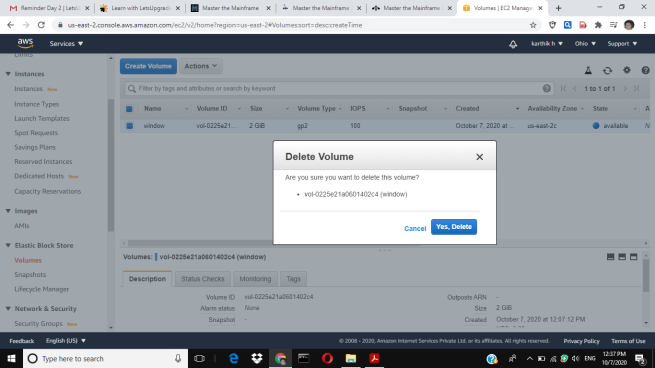 Reminder Day 2 | LetsU
Learn with LetsUpgrad
Master the Mainframe
Master the Mainframe
Master the Mainframe
Volumes | EC2 Manag
us-east-2.console.aws.amazon.com/ec2/v2/home?region=us-east-2#Volumes:sort=desc:createTime
aws
Services
karthik h
Ohio
Support
Limits
Instances
Instances New
Instance Types
Launch Templates
Spot Requests
Savings Plans
Reserved Instances
Dedicated Hosts New
Capacity Reservations
Images
AMIs
Elastic Block Store
Volumes
Snapshots
Lifecycle Manager
Network & Security
Security Groups New
Create Volume
Actions
Filter by tags and attributes or search by keyword
1 to 1 of 1
Name Volume ID Size Volume Type IOPS Snapshot Created Availability Zone State A
window vol-0225e21... 2 GiB gp2 100 October 7, 2020 at ... us-east-2c available N
Delete Volume
Are you sure you want to delete this volume?
• vol-0225e21a0601402c4 (window)
Cancel
Yes, Delete
Volumes: vol-0225e21a0601402c4 (window)
Description
Status Checks
Monitoring
Tags
Volume ID vol-0225e21a0601402c4
Outposts ARN -
Alarm status None
Size 2 GiB
Snapshot -
Created October 7, 2020 at 12:07:12 PM
Feedback
English (US)
© 2008 - 2020, Amazon Internet Services Private Ltd. or its affiliates. All rights reserved.
Privacy Policy
Terms of Use
Type here to search
ENG
12:37 PM
10/7/2020